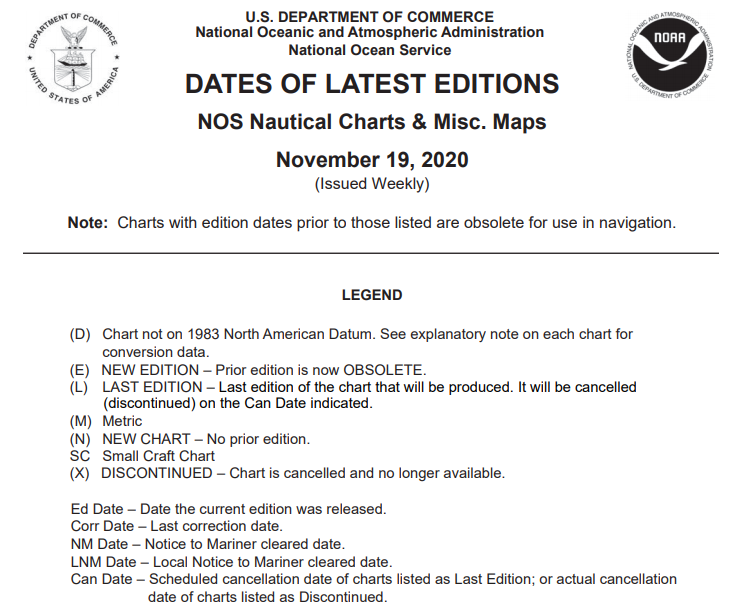 U.S. DEPARTMENT OF COMMERCE
National Oceanic and Atmospheric Administration
National Ocean Service
DEPARTMENT OF COMMERCE
UNITED STATES OF AMERICA
NATIONAL OCEANIC AND ATMOSPHERIC ADMINISTRATION
NOAA
U.S. DEPARTMENT OF COMMERCE
DATES OF LATEST EDITIONS
NOS Nautical Charts & Misc. Maps
November 19, 2020
(Issued Weekly)
Note: Charts with edition dates prior to those listed are obsolete for use in navigation.
LEGEND
(D) Chart not on 1983 North American Datum. See explanatory note on each chart for
conversion data.
(E) NEW EDITION – Prior edition is now OBSOLETE.
(L) LAST EDITION – Last edition of the chart that will be produced. It will be cancelled
(discontinued) on the Can Date indicated.
(M) Metric
(N) NEW CHART – No prior edition.
SC Small Craft Chart
(X) DISCONTINUED – Chart is cancelled and no longer available.
Ed Date – Date the current edition was released.
Corr Date – Last correction date.
NM Date – Notice to Mariner cleared date.
LNM Date – Local Notice to Mariner cleared date.
Can Date – Scheduled cancellation date of charts listed as Last Edition; or actual cancellation
date of charts listed as Discontinued.